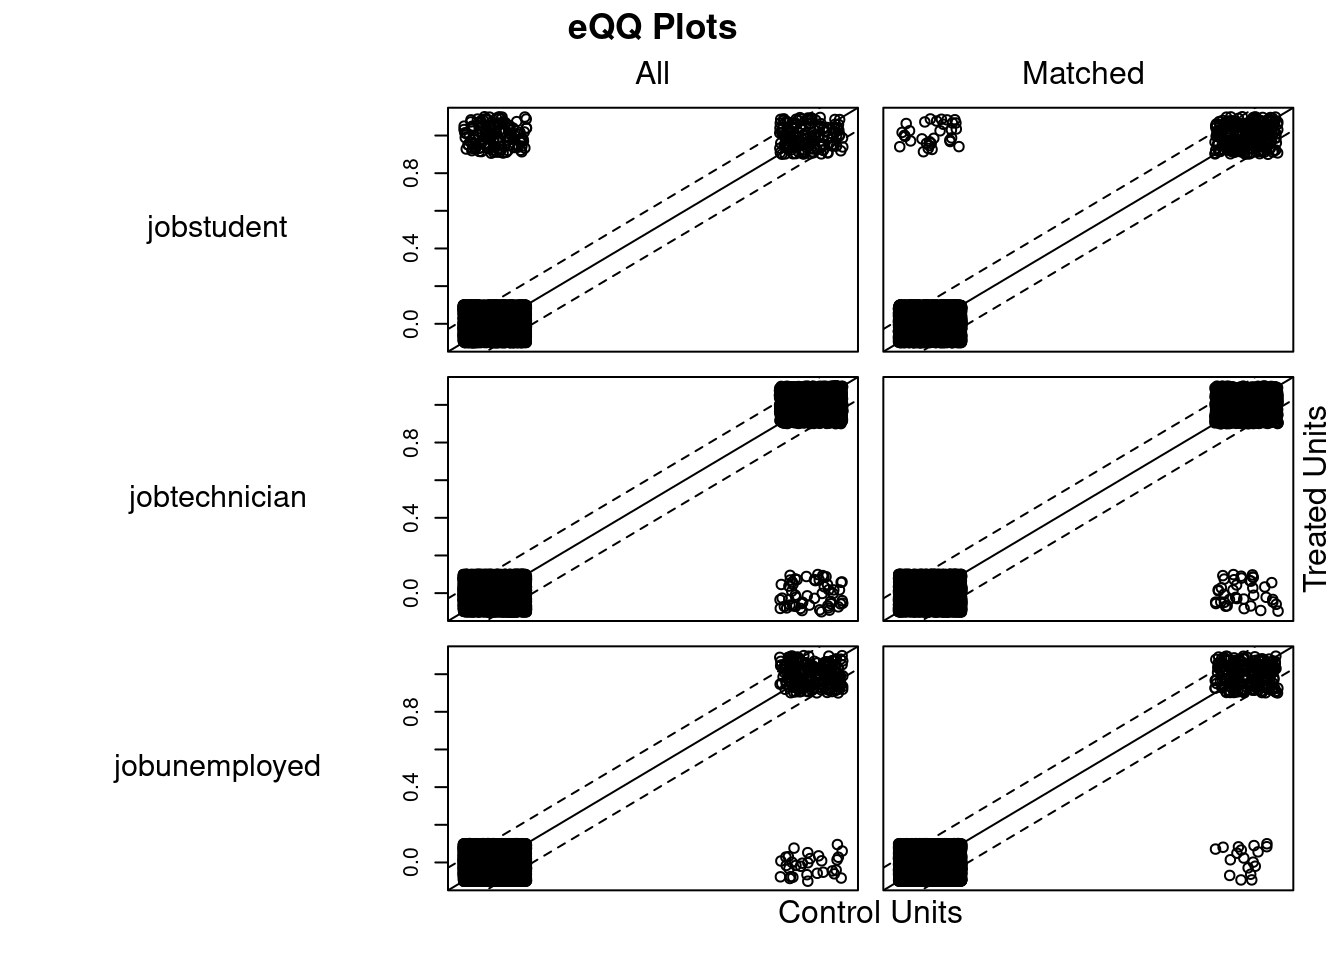 eQQ Plots
All Matched
jobstudent
0.0 0.4 0.8
jobtechnician
0.0 0.4 0.8
Treated Units
jobunemployed
0.0 0.4 0.8
Control Units